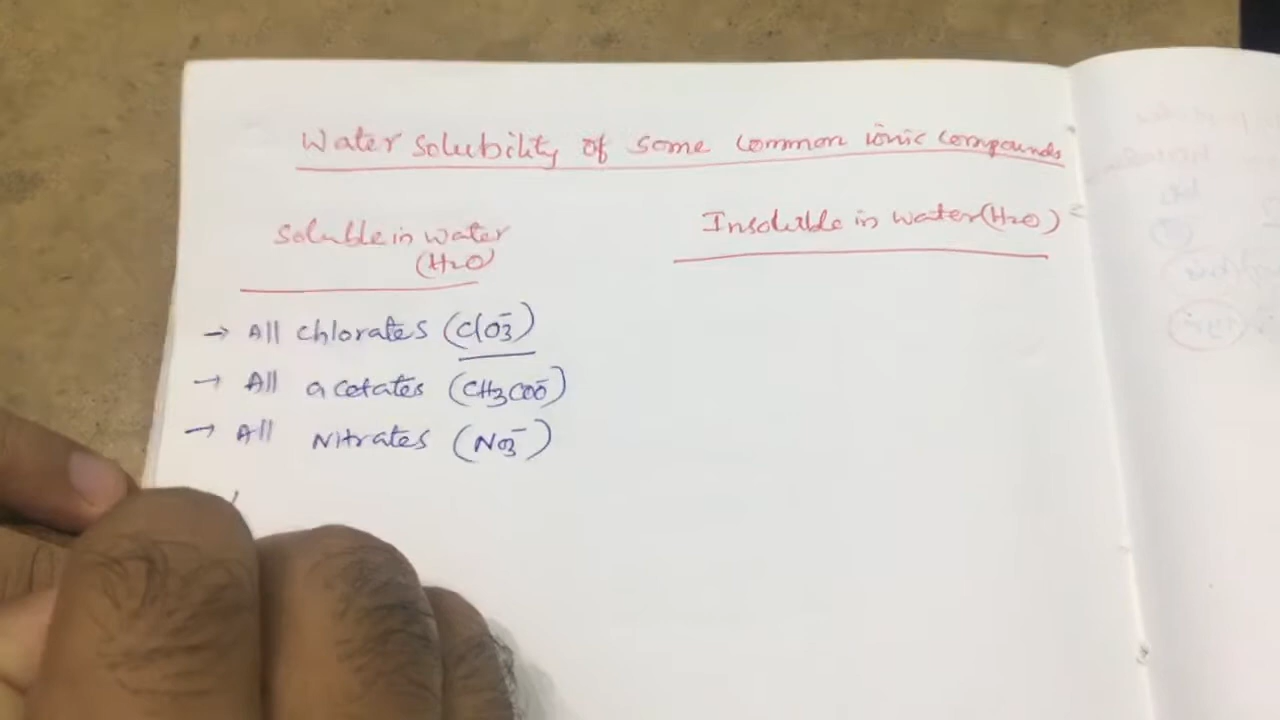 Water solubility of some common ionic compounds
Soluble in water
(H2O)
Insoluble in water (H2O)
→ All chlorates (ClO3⁻)
→ All acetates (CH3COO⁻)
→ All Nitrates (NO3⁻)